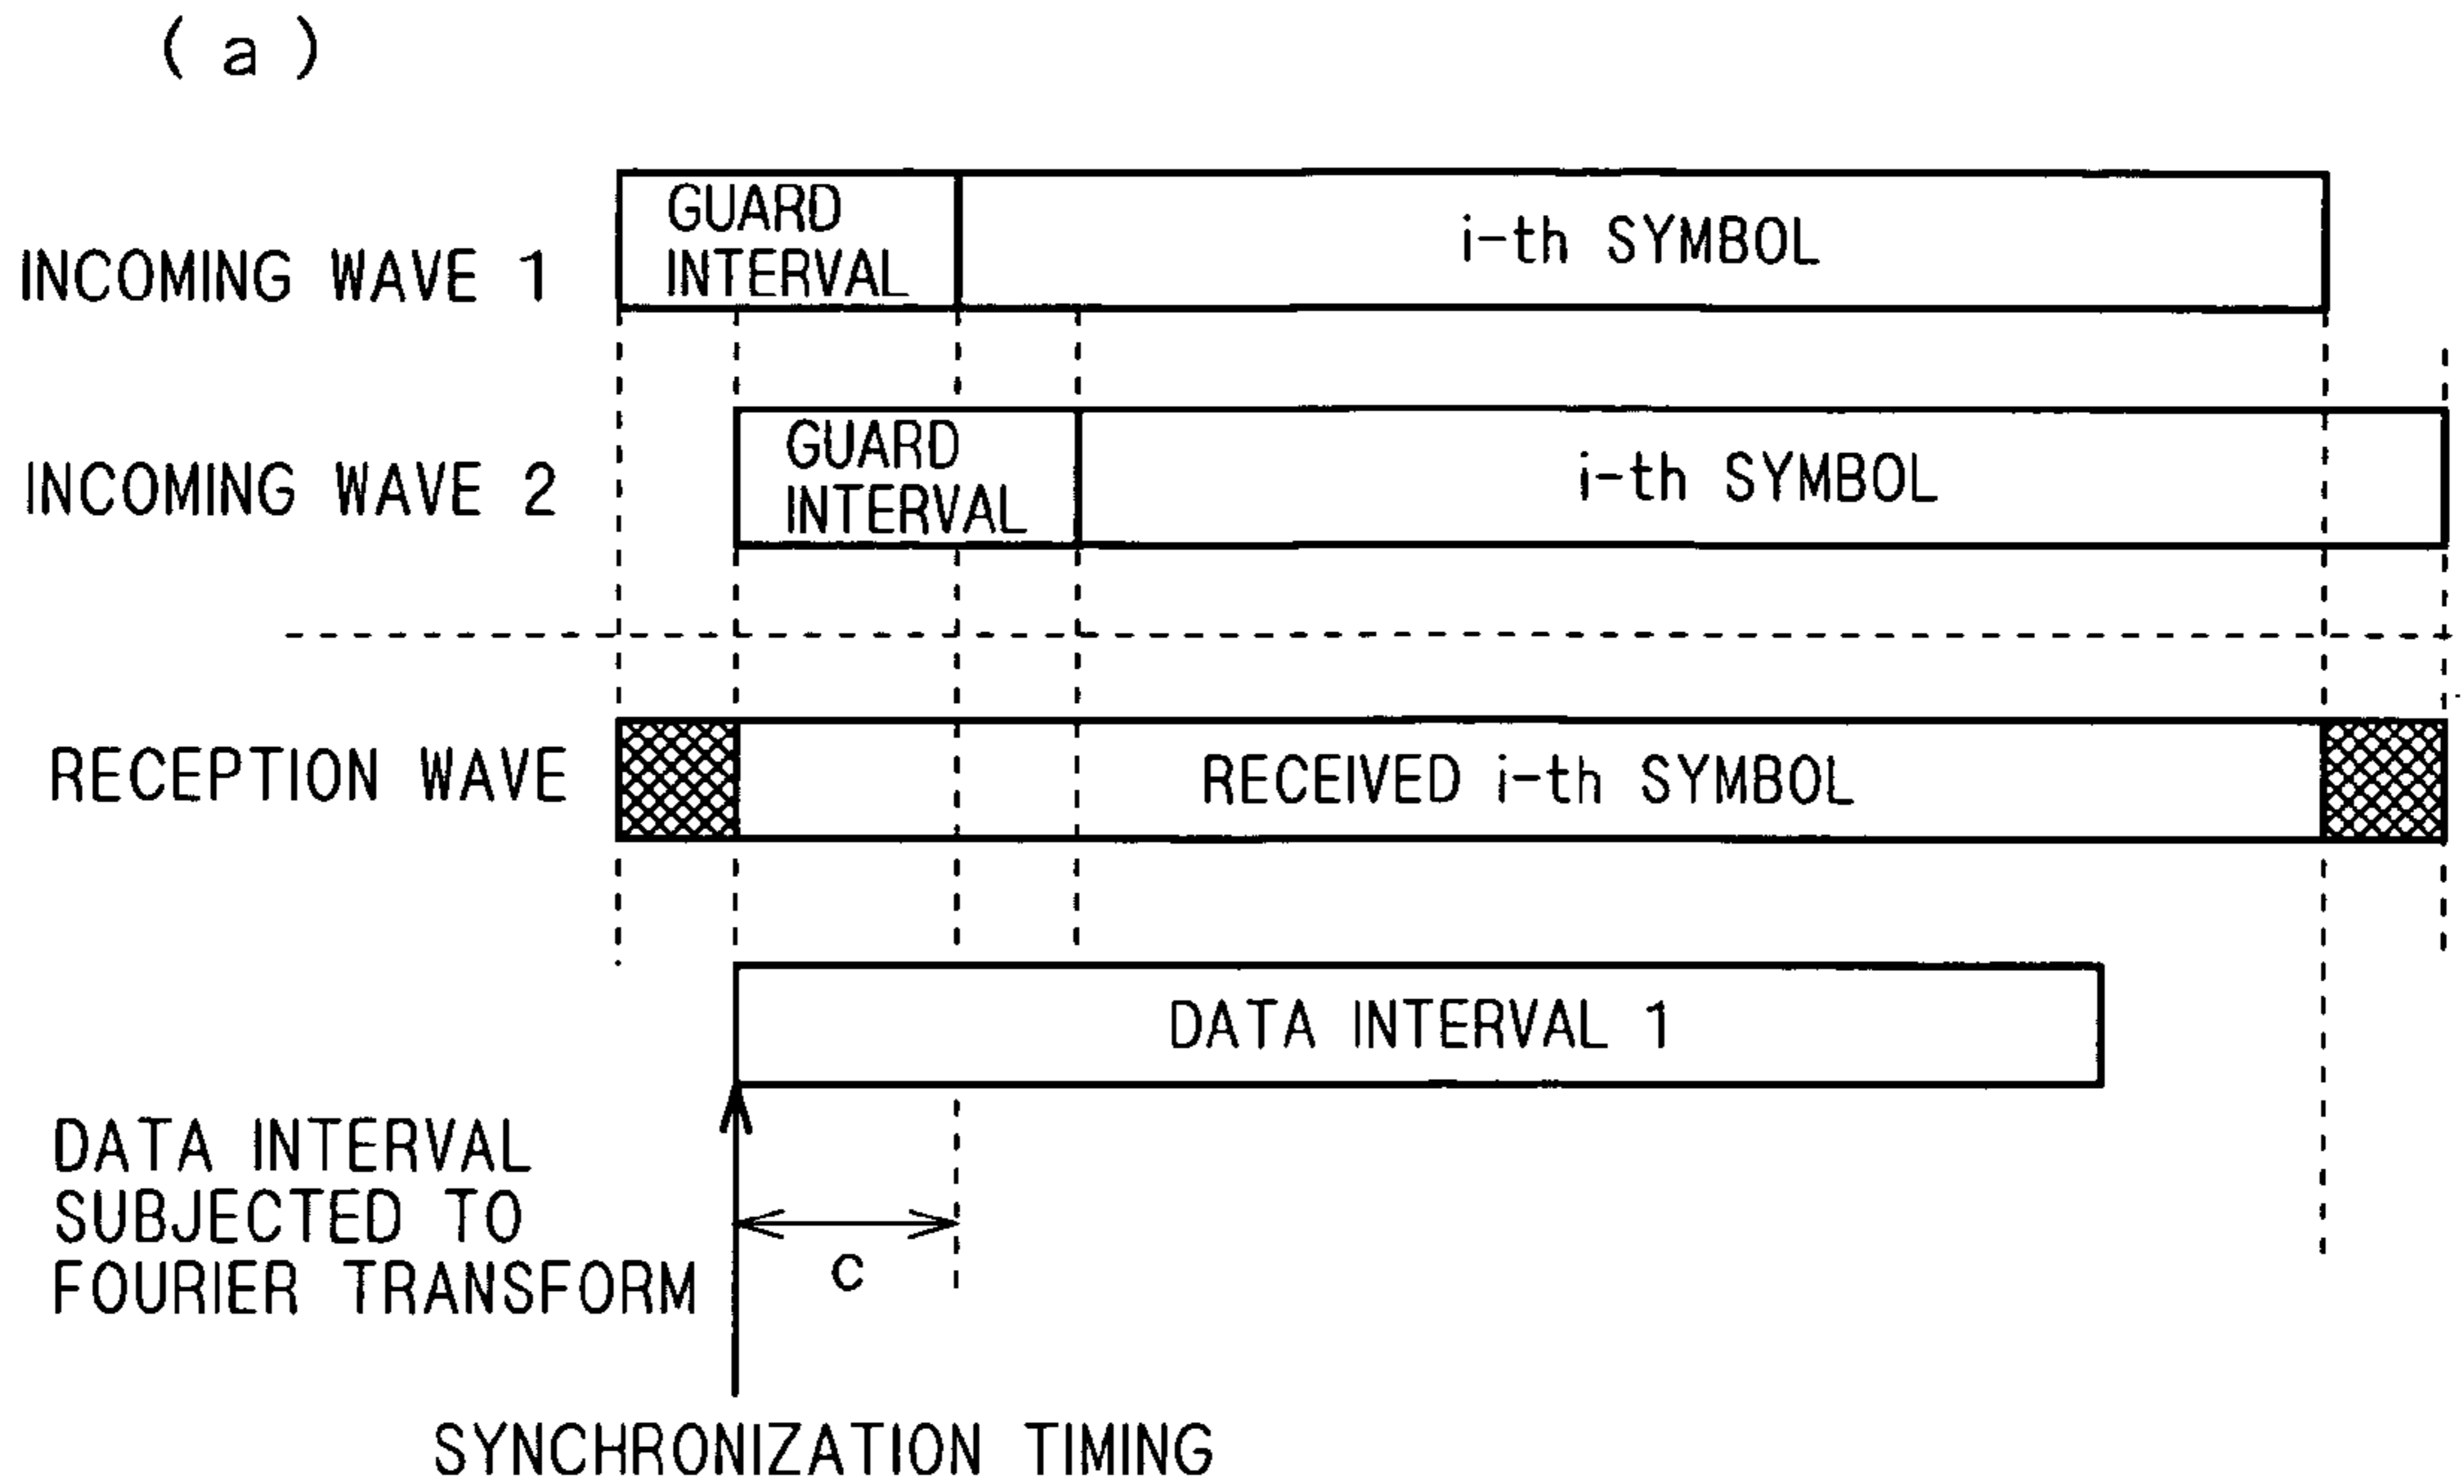 ( a )
GUARD
INTERVAL
i-th SYMBOL
INCOMING WAVE 1
GUARD
INTERVAL
i-th SYMBOL
INCOMING WAVE 2
RECEPTION WAVE
RECEIVED i-th SYMBOL
DATA INTERVAL 1
DATA INTERVAL
SUBJECTED TO
FOURIER TRANSFORM
c
SYNCHRONIZATION TIMING